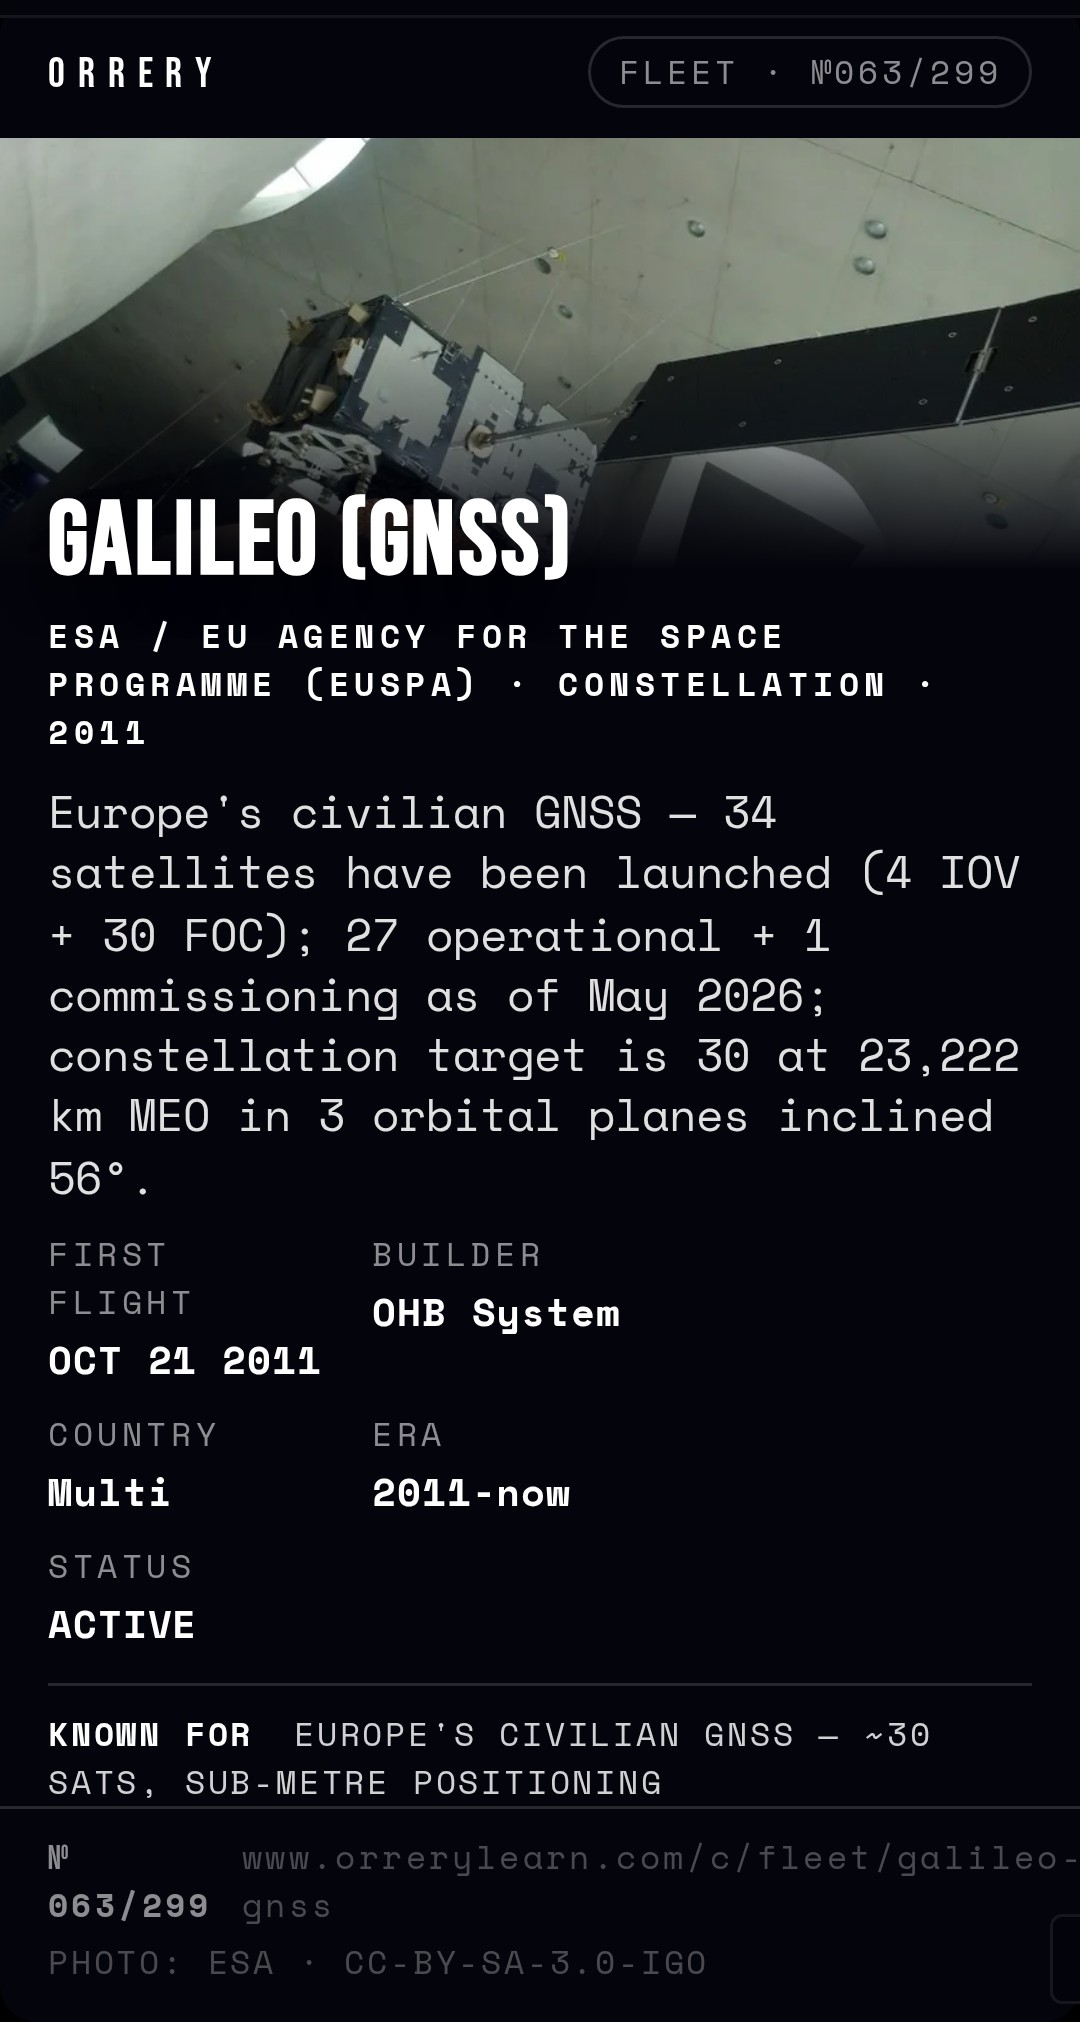 ORRERY
FLEET · №063/299
GALILEO (GNSS)
ESA / EU AGENCY FOR THE SPACE
PROGRAMME (EUSPA) · CONSTELLATION ·
2011
Europe's civilian GNSS — 34
satellites have been launched (4 IOV
+ 30 FOC); 27 operational + 1
commissioning as of May 2026;
constellation target is 30 at 23,222
km MEO in 3 orbital planes inclined
56°.
FIRST
FLIGHT
OCT 21 2011
BUILDER
OHB System
COUNTRY
Multi
ERA
2011-now
STATUS
ACTIVE
KNOWN FOR EUROPE'S CIVILIAN GNSS — ~30
SATS, SUB-METRE POSITIONING
№
063/299
www.orrerylearn.com/c/fleet/galileo-
gnss
PHOTO: ESA · CC-BY-SA-3.0-IGO